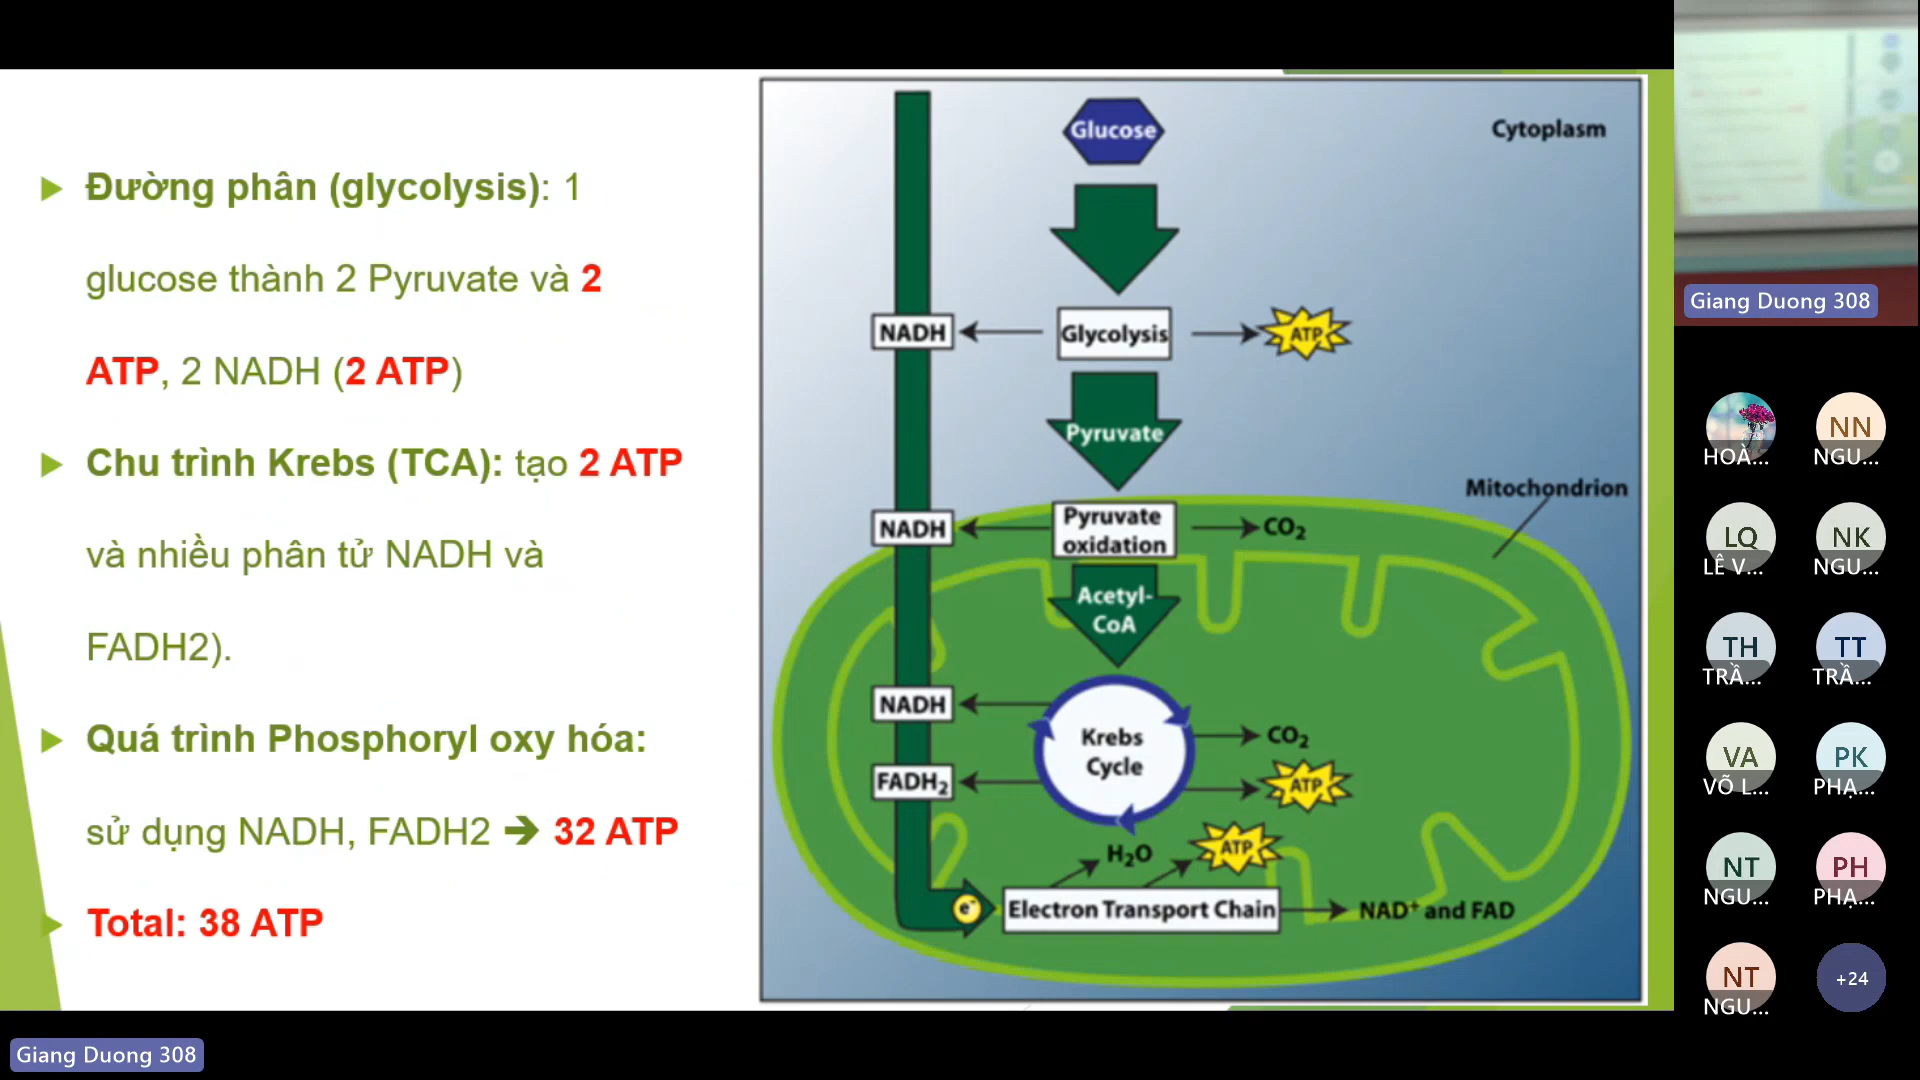 Đường phân (glycolysis): 1
glucose thành 2 Pyruvate và 2
ATP, 2 NADH (2 ATP)
Chu trình Krebs (TCA): tạo 2 ATP
và nhiều phân tử NADH và
FADH2).
Quá trình Phosphoryl oxy hóa:
sử dụng NADH, FADH2 ➔ 32 ATP
Total: 38 ATP
Glucose
Cytoplasm
NADH
Glycolysis
ATP
Pyruvate
Mitochondrion
NADH
Pyruvate
oxidation
CO₂
Acetyl-
CoA
NADH
Krebs
Cycle
CO₂
FADH₂
ATP
H₂O
ATP
e⁻
Electron Transport Chain
NAD⁺ and FAD
Giang Duong 308
HOÀ...
NN
NGU...
LQ
LÊ V...
NK
NGU...
TH
TRẦ...
TT
TRẦ...
VA
VÕ L...
PK
PHẠ...
NT
NGU...
PH
PHẠ...
NT
NGU...
+24
Giang Duong 308